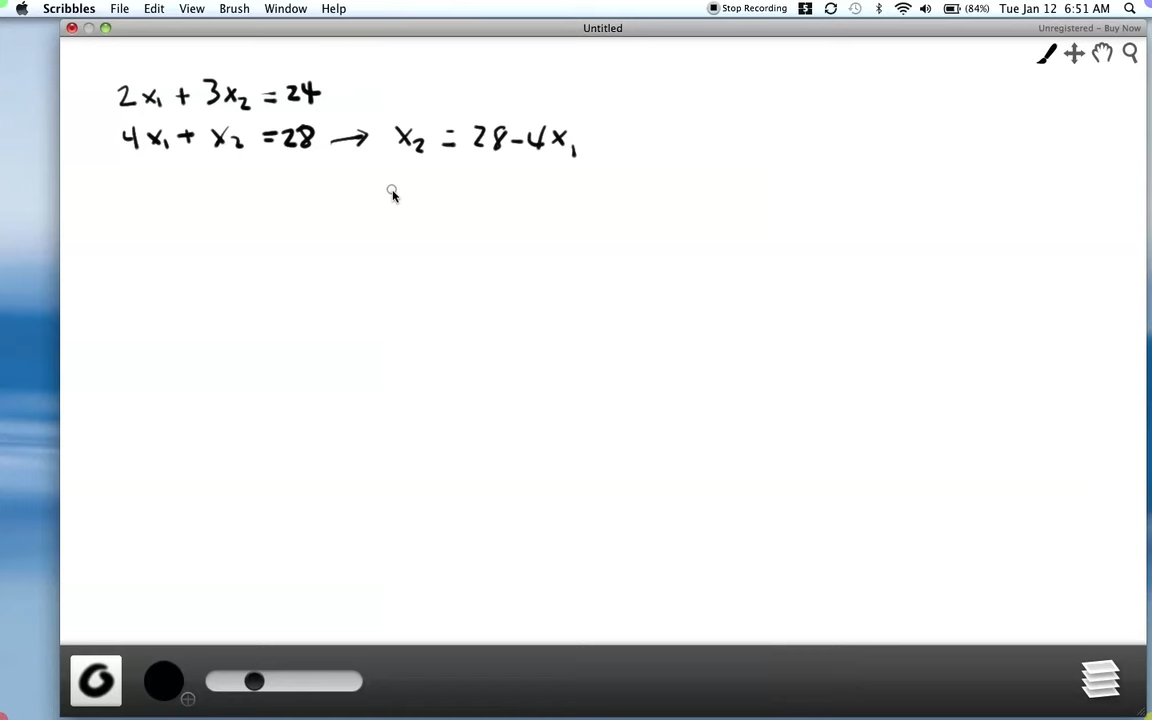 Scribbles File Edit View Brush Window Help Stop Recording (84%) Tue Jan 12 6:51 AM
Untitled Unregistered - Buy Now
2x₁ + 3x₂ = 24
4x₁ + x₂ = 28 → x₂ = 28-4x₁